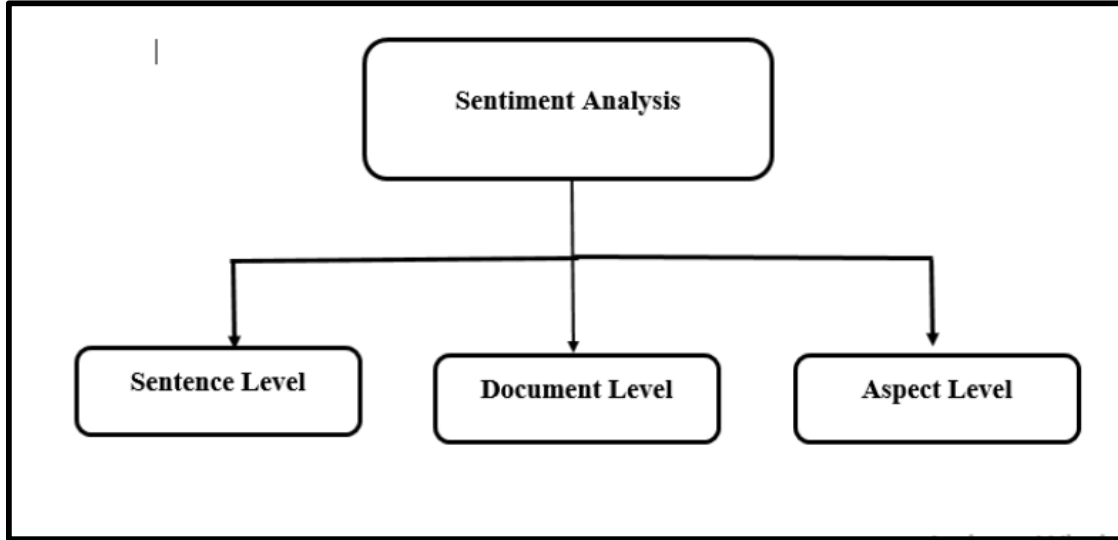 Sentiment Analysis
Sentence Level
Document Level
Aspect Level